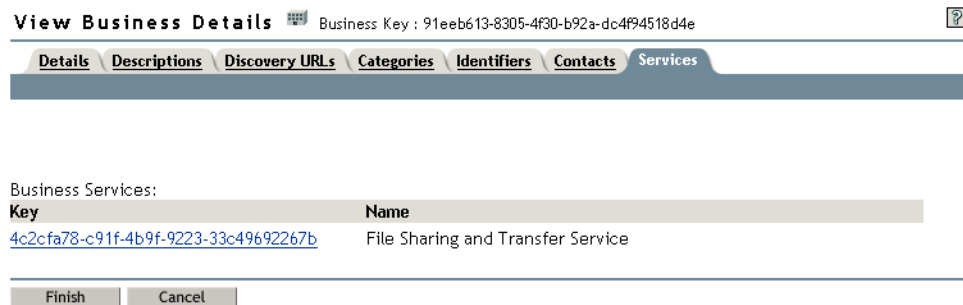 View Business Details Business Key : 91eeb613-8305-4f30-b92a-dc4f94518d4e ?
Details Descriptions Discovery URLs Categories Identifiers Contacts Services
Business Services:
Key Name
4c2cfa78-c91f-4b9f-9223-33c49692267b File Sharing and Transfer Service
Finish Cancel